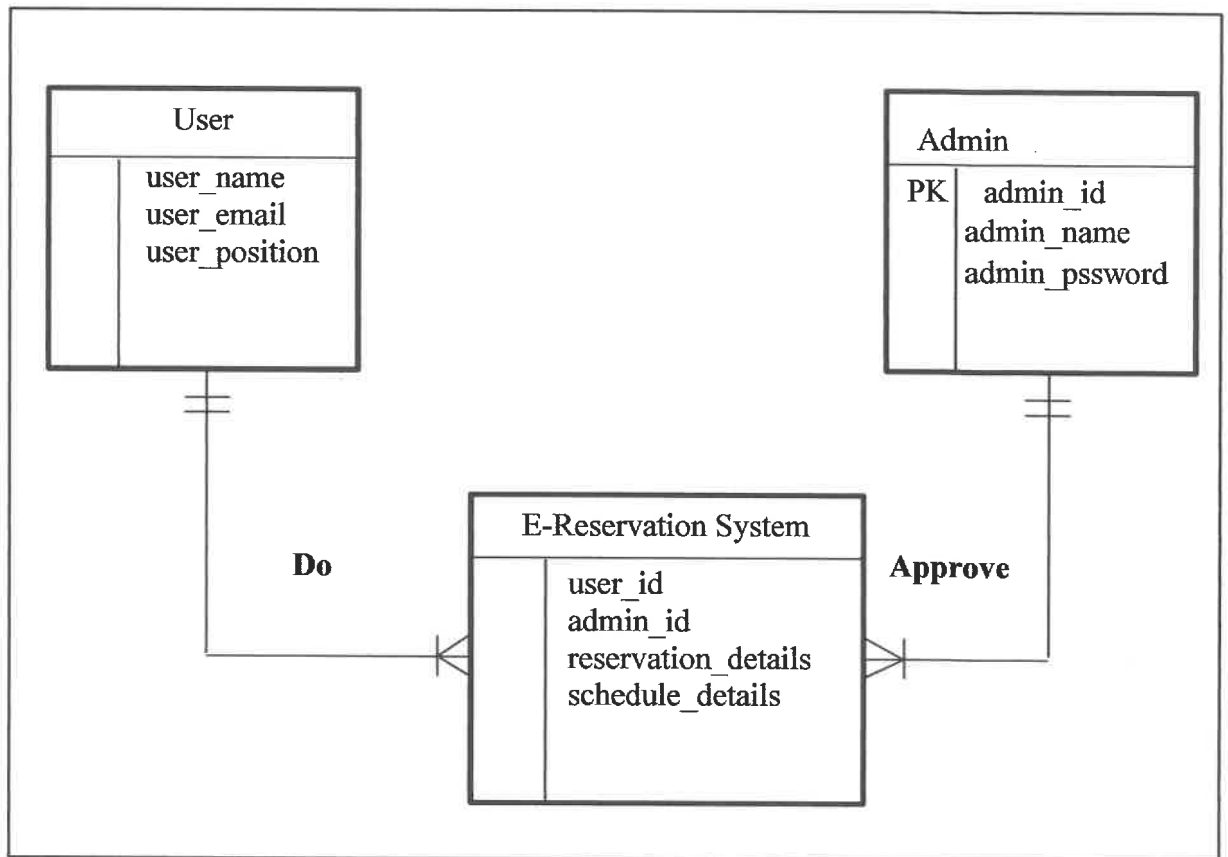 User
user_name
user_email
user_position
Admin
PK admin_id
admin_name
admin_pssword
Do
E-Reservation System
user_id
admin_id
reservation_details
schedule_details
Approve